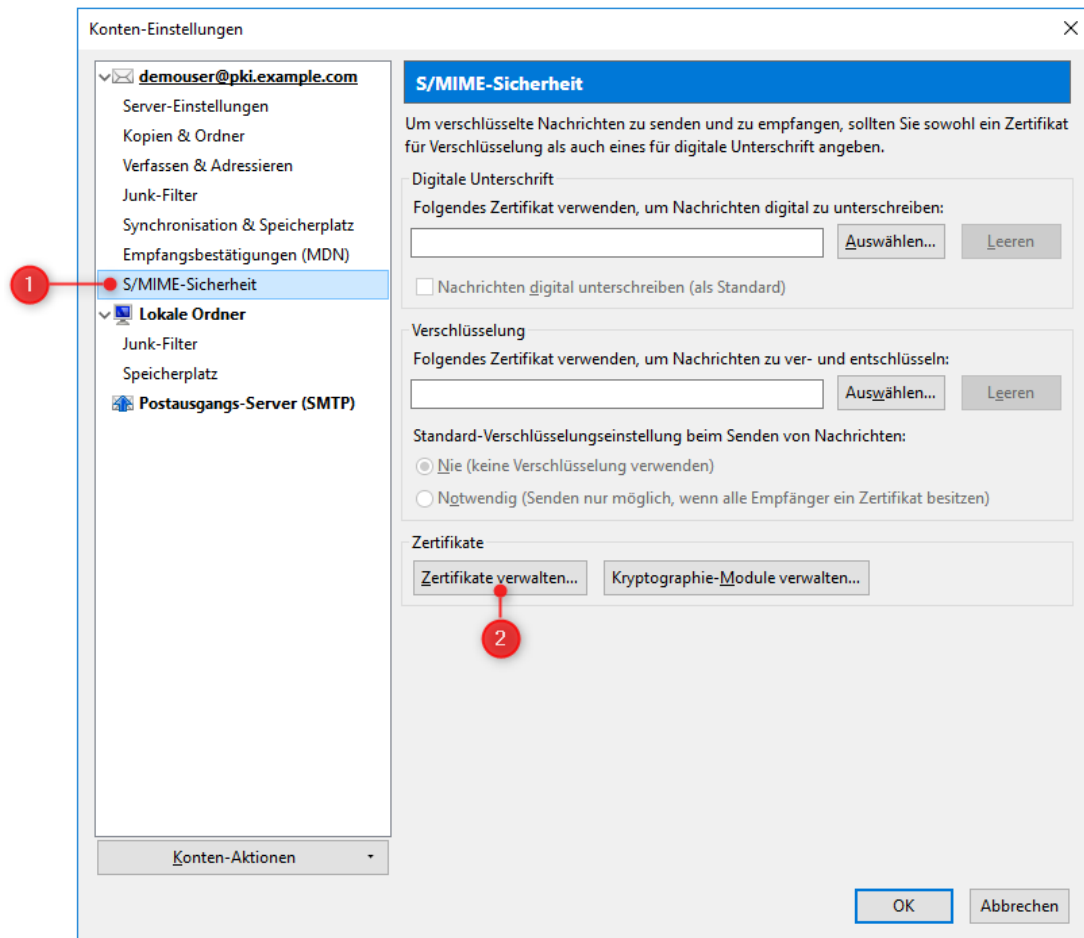 Konten-Einstellungen
demouser@pki.example.com
Server-Einstellungen
Kopien & Ordner
Verfassen & Adressieren
Junk-Filter
Synchronisation & Speicherplatz
Empfangsbestätigungen (MDN)
1
S/MIME-Sicherheit
Lokale Ordner
Junk-Filter
Speicherplatz
Postausgangs-Server (SMTP)
Konten-Aktionen
S/MIME-Sicherheit
Um verschlüsselte Nachrichten zu senden und zu empfangen, sollten Sie sowohl ein Zertifikat
für Verschlüsselung als auch eines für digitale Unterschrift angeben.
Digitale Unterschrift
Folgendes Zertifikat verwenden, um Nachrichten digital zu unterschreiben:
Auswählen... Leeren
Nachrichten digital unterschreiben (als Standard)
Verschlüsselung
Folgendes Zertifikat verwenden, um Nachrichten zu ver- und entschlüsseln:
Auswählen... Leeren
Standard-Verschlüsselungseinstellung beim Senden von Nachrichten:
Nie (keine Verschlüsselung verwenden)
Notwendig (Senden nur möglich, wenn alle Empfänger ein Zertifikat besitzen)
Zertifikate
Zertifikate verwalten... Kryptographie-Module verwalten...
2
OK Abbrechen